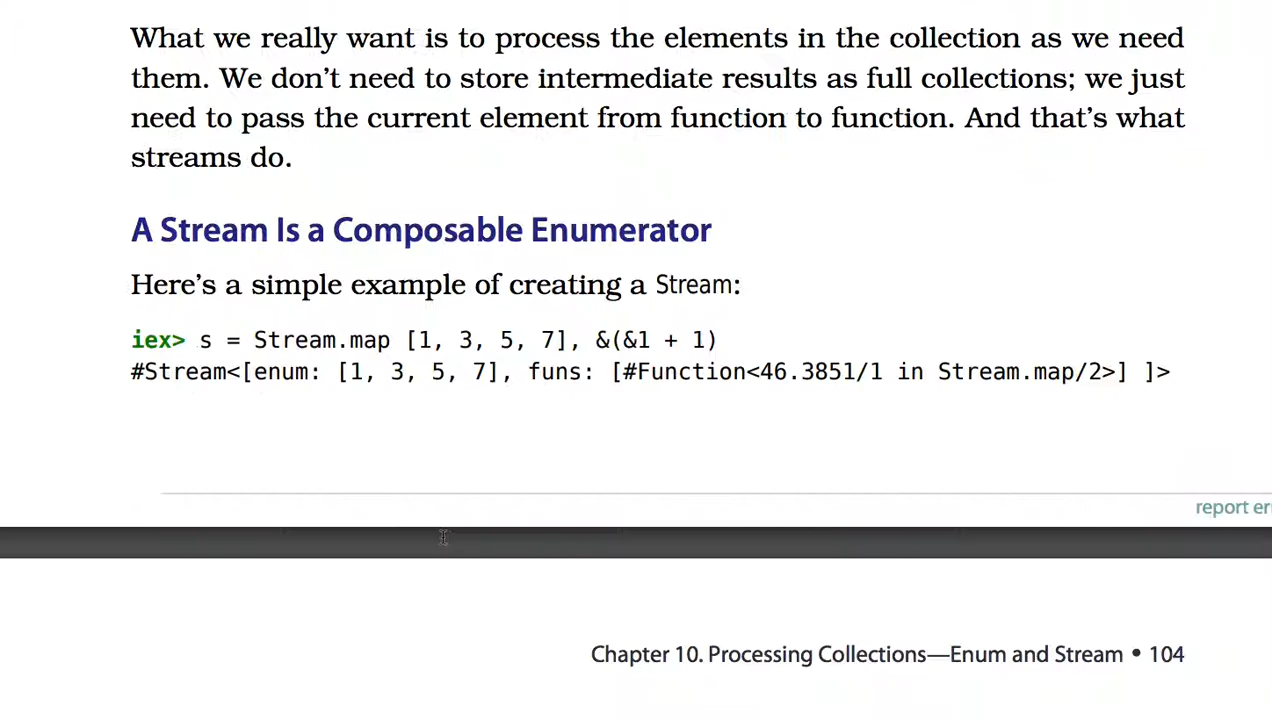 What we really want is to process the elements in the collection as we need
them. We don’t need to store intermediate results as full collections; we just
need to pass the current element from function to function. And that’s what
streams do.
A Stream Is a Composable Enumerator
Here’s a simple example of creating a Stream:
iex> s = Stream.map [1, 3, 5, 7], &(&1 + 1)
#Stream<[enum: [1, 3, 5, 7], funs: [#Function<46.3851/1 in Stream.map/2>] ]>
report er
Chapter 10. Processing Collections—Enum and Stream • 104